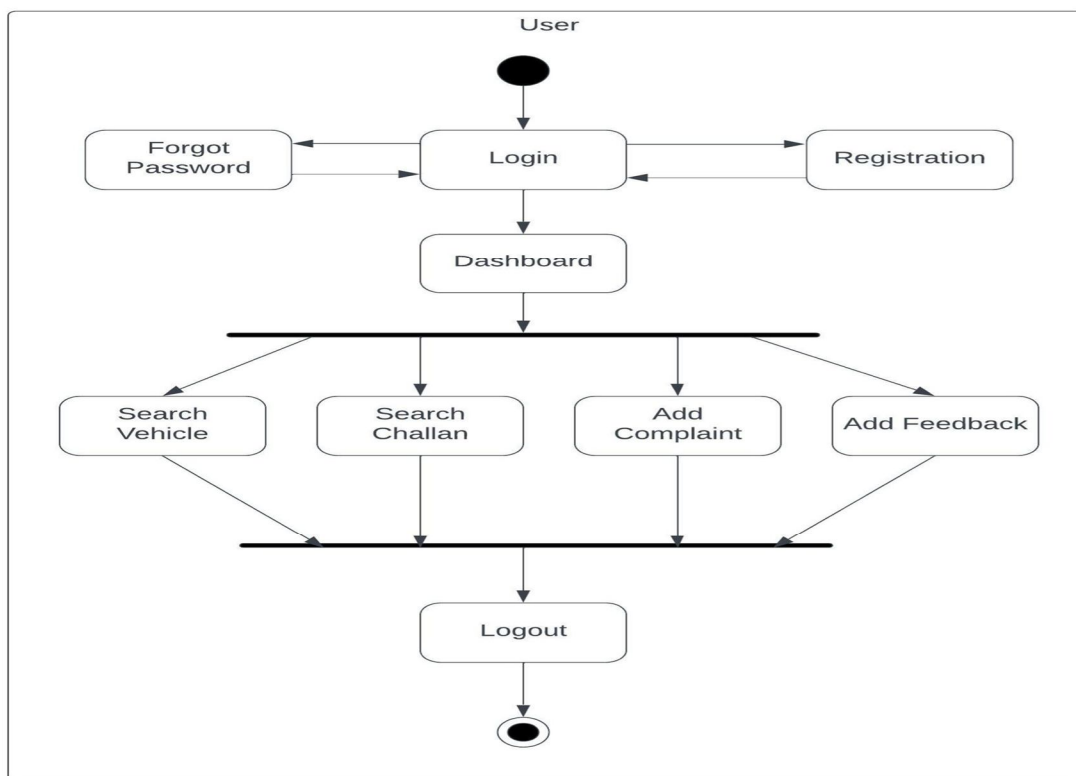 User
Forgot
Password
Login
Registration
Dashboard
Search
Vehicle
Search
Challan
Add
Complaint
Add Feedback
Logout